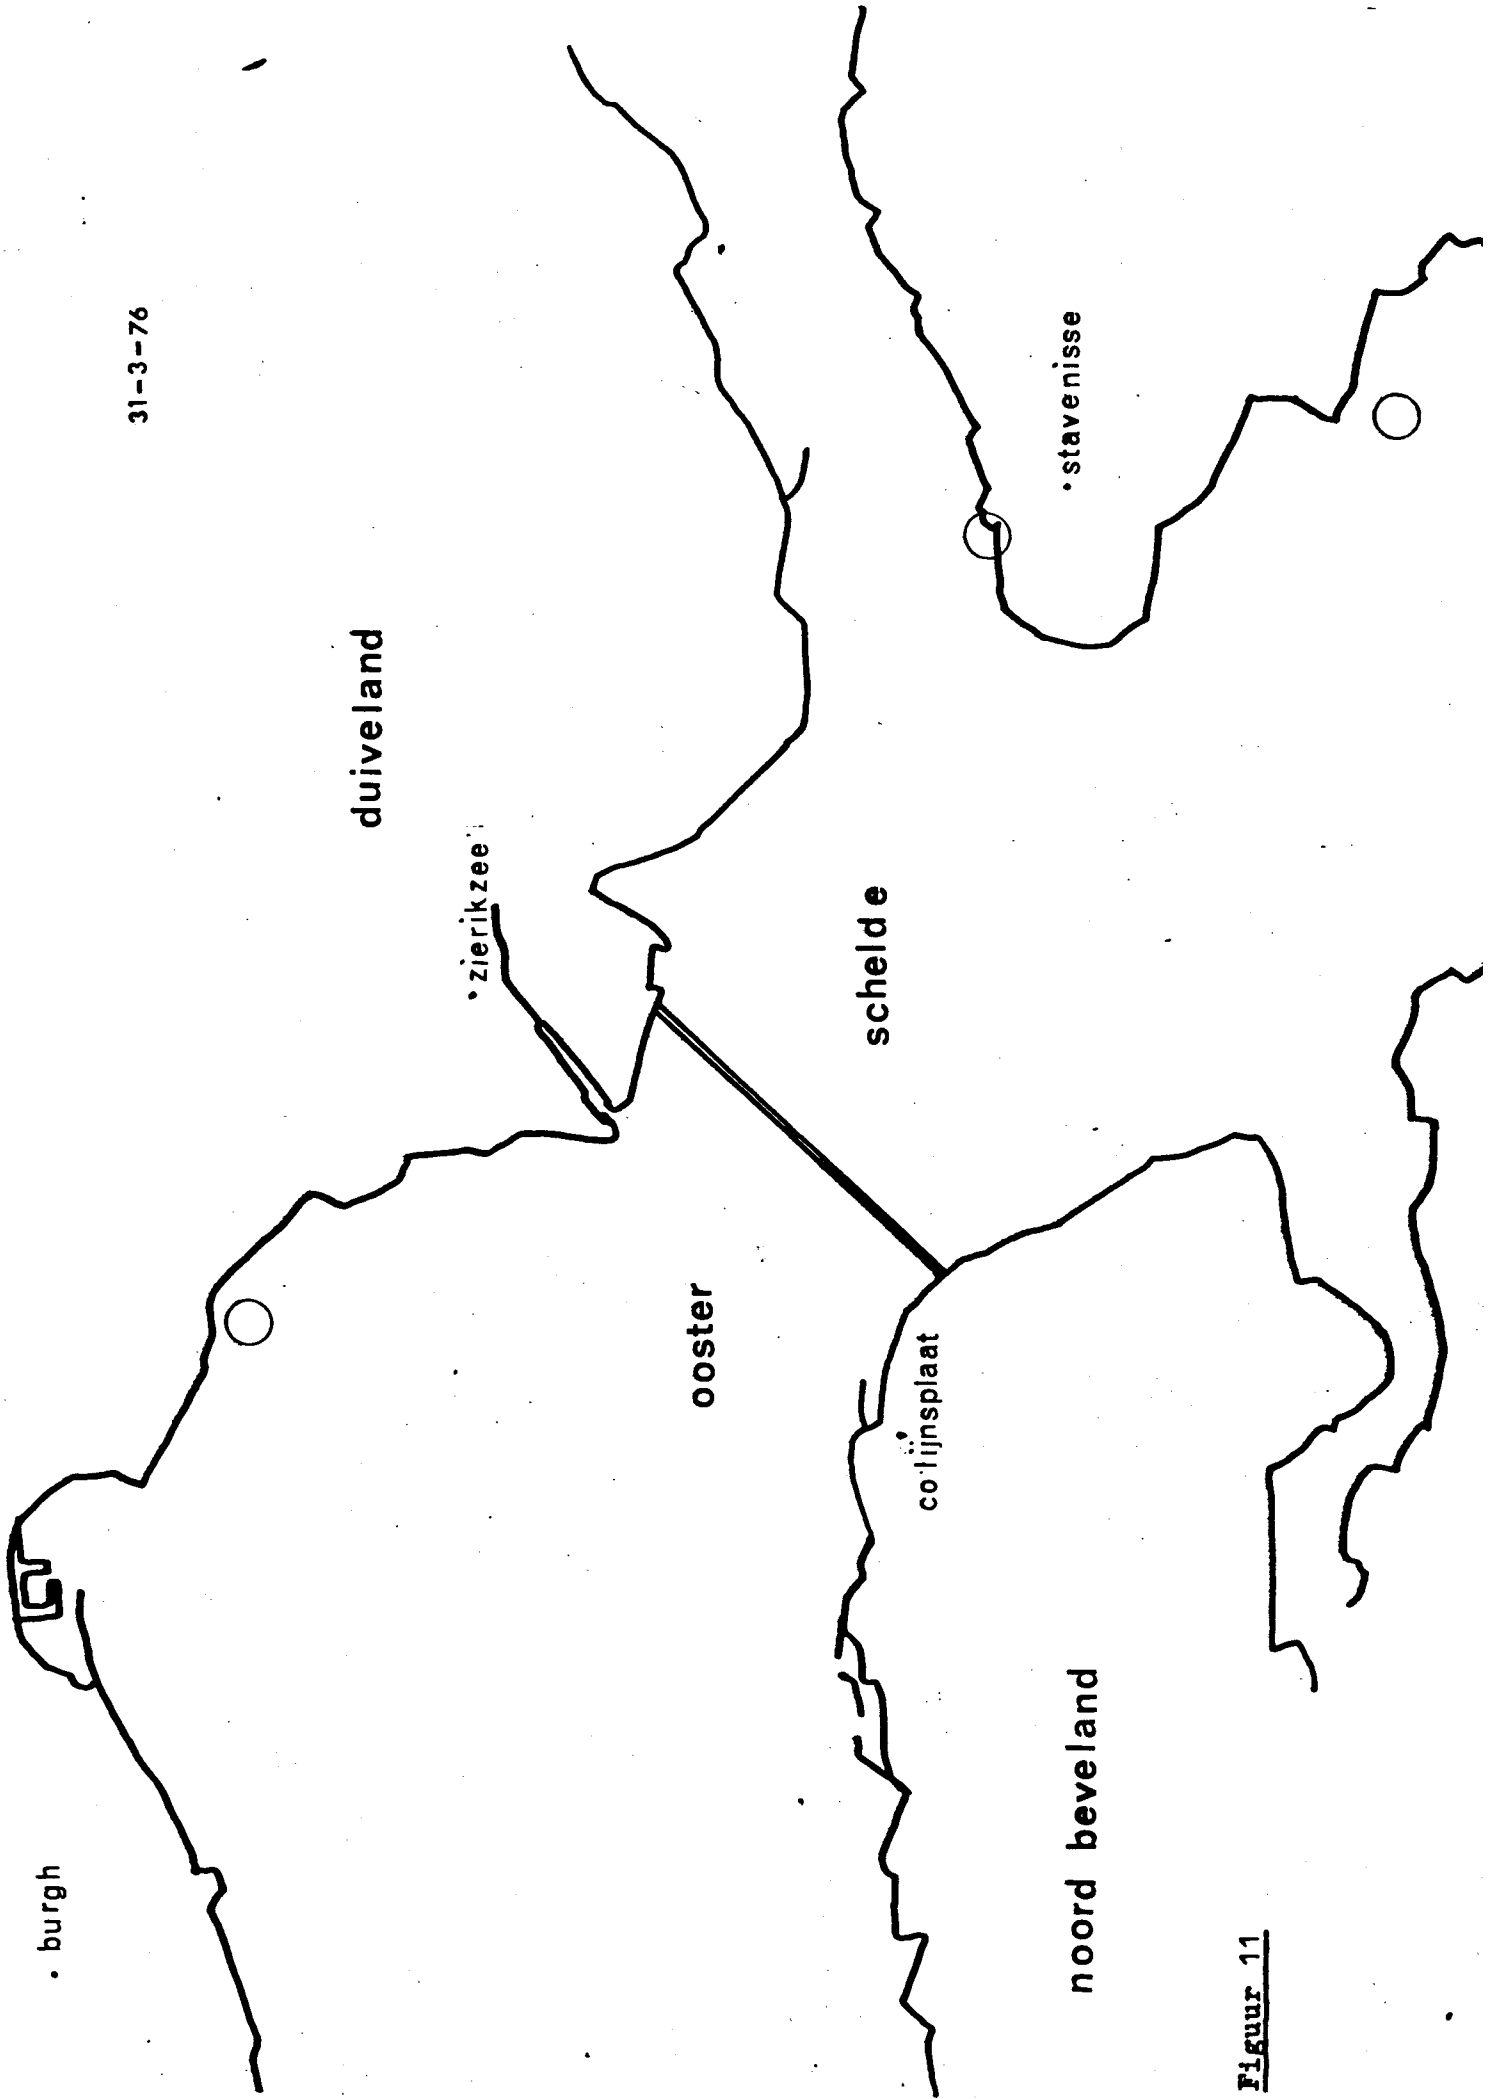 31-3-76
• burgh
duiveland
• zierikzee
ooster
schelde
colijnsplaat
• stavenisse
noord beveland
Figuur 11